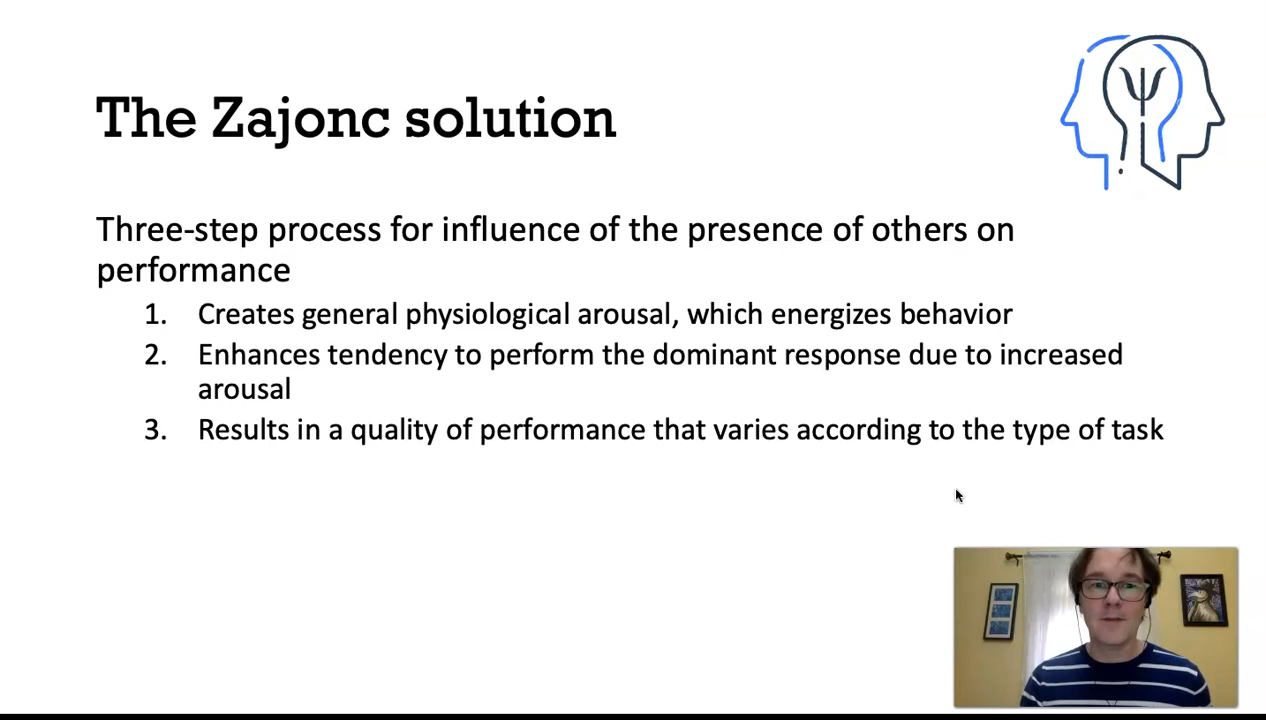 The Zajonc solution
Three-step process for influence of the presence of others on
performance
1. Creates general physiological arousal, which energizes behavior
2. Enhances tendency to perform the dominant response due to increased
arousal
3. Results in a quality of performance that varies according to the type of task